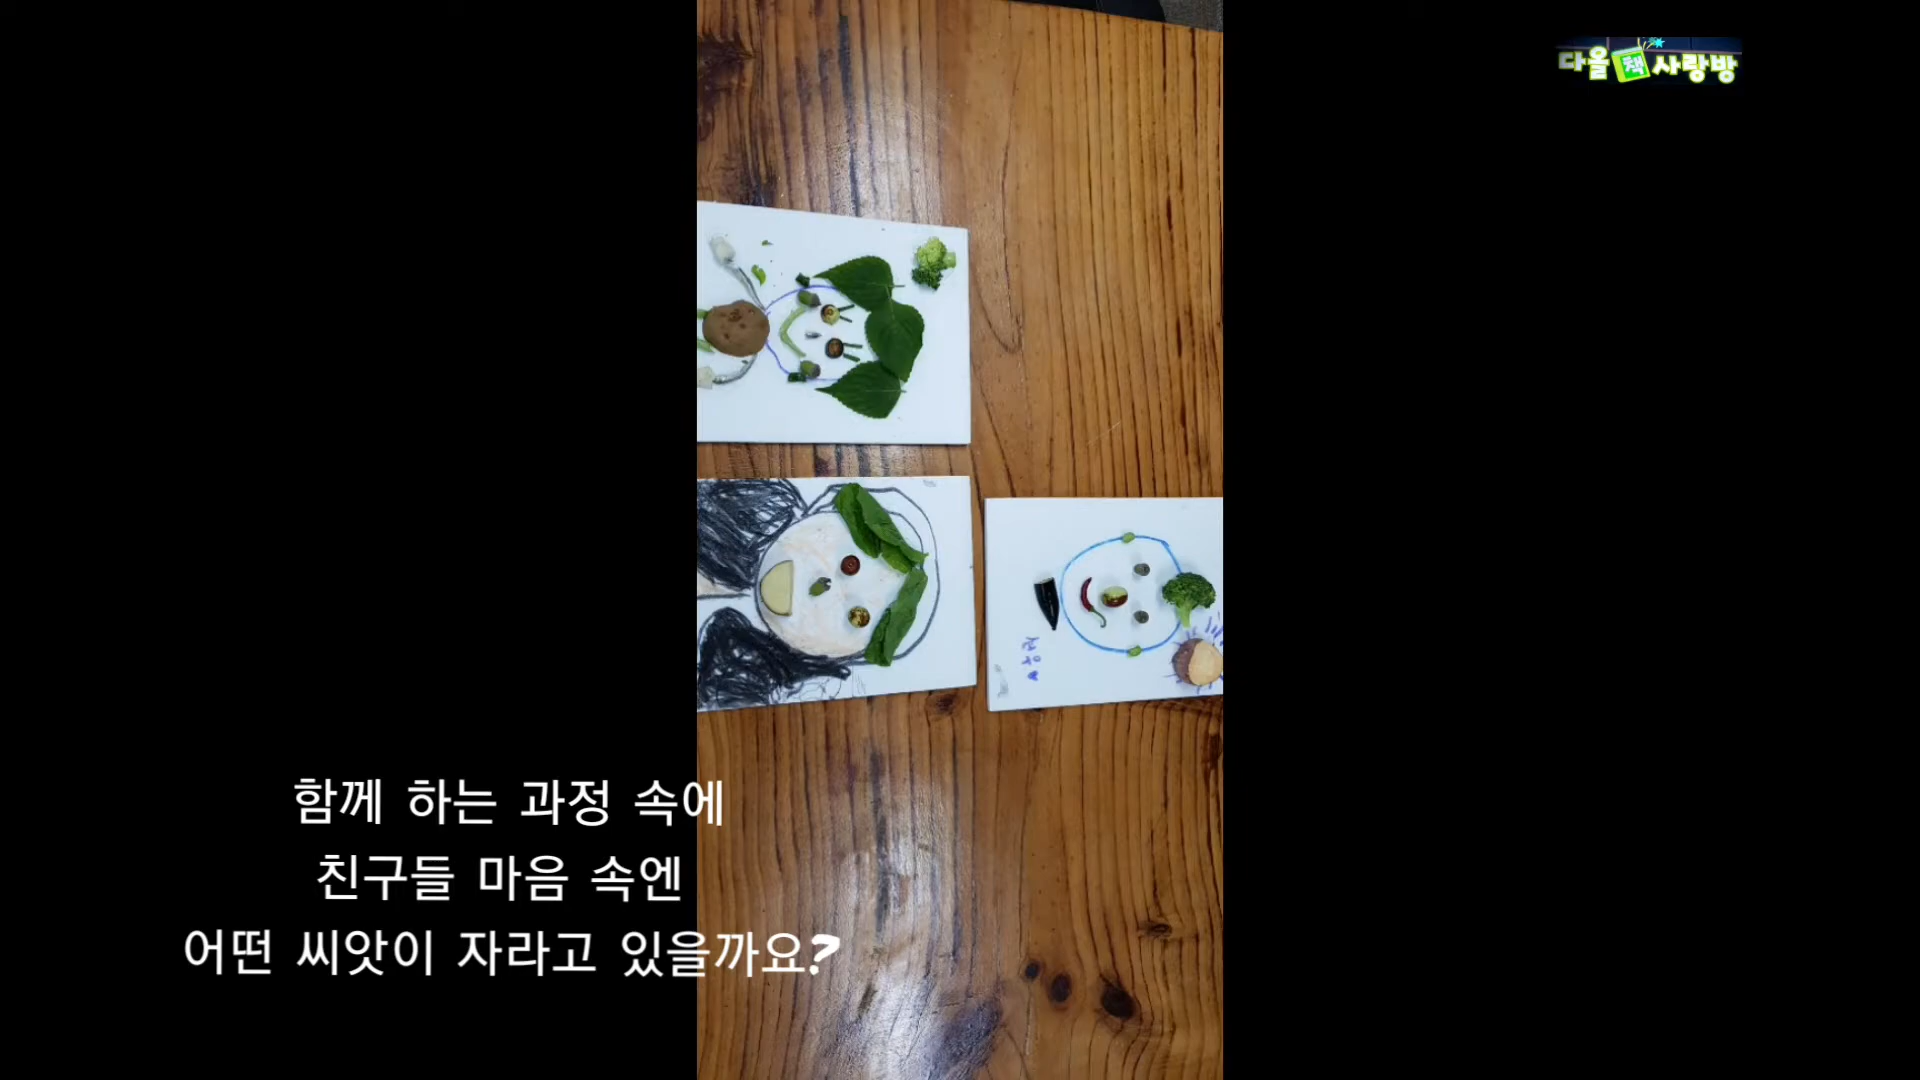 다올 책 사랑방
함께 하는 과정 속에
친구들 마음 속엔
어떤 씨앗이 자라고 있을까요?